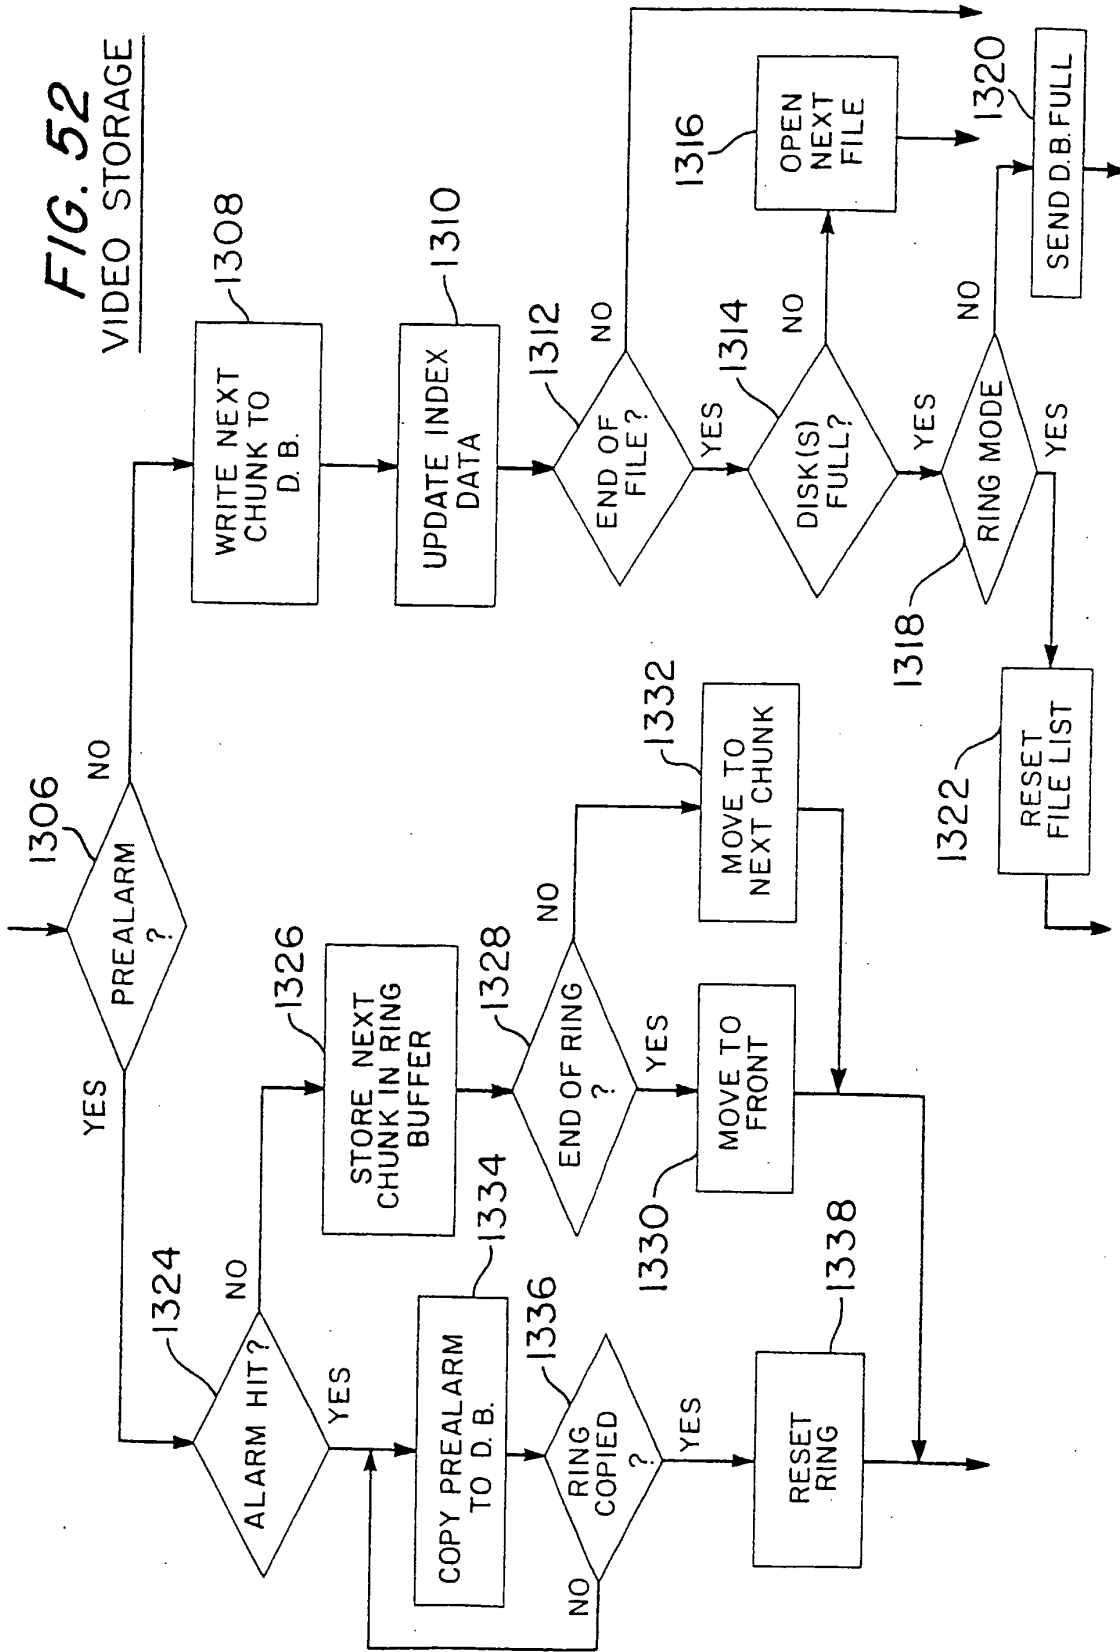 FIG. 52
VIDEO STORAGE
1306
PREALARM
?
YES
NO
1324
ALARM HIT?
NO
YES
1334
COPY PREALARM
TO D.B.
1336
RING
COPIED
?
NO
YES
1338
RESET
RING
1326
STORE NEXT
CHUNK IN RING
BUFFER
1328
END OF RING
?
NO
YES
1330
MOVE TO
FRONT
1332
MOVE TO
NEXT CHUNK
1308
WRITE NEXT
CHUNK TO
D.B.
1310
UPDATE INDEX
DATA
1312
END OF
FILE?
NO
YES
1314
DISK(S)
FULL?
NO
YES
1316
OPEN
NEXT
FILE
1318
RING MODE
NO
YES
1320
SEND D.B. FULL
1322
RESET
FILE LIST